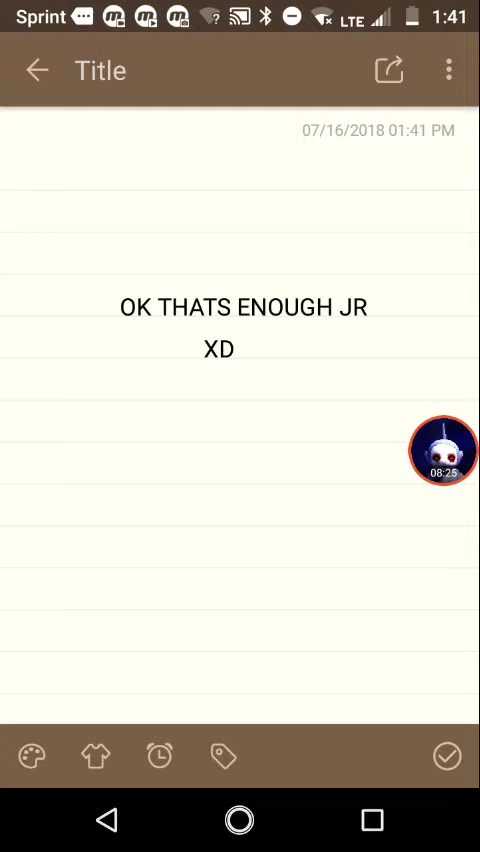 Sprint ? LTE 1:41
Title
07/16/2018 01:41 PM
OK THATS ENOUGH JR
XD
08:25